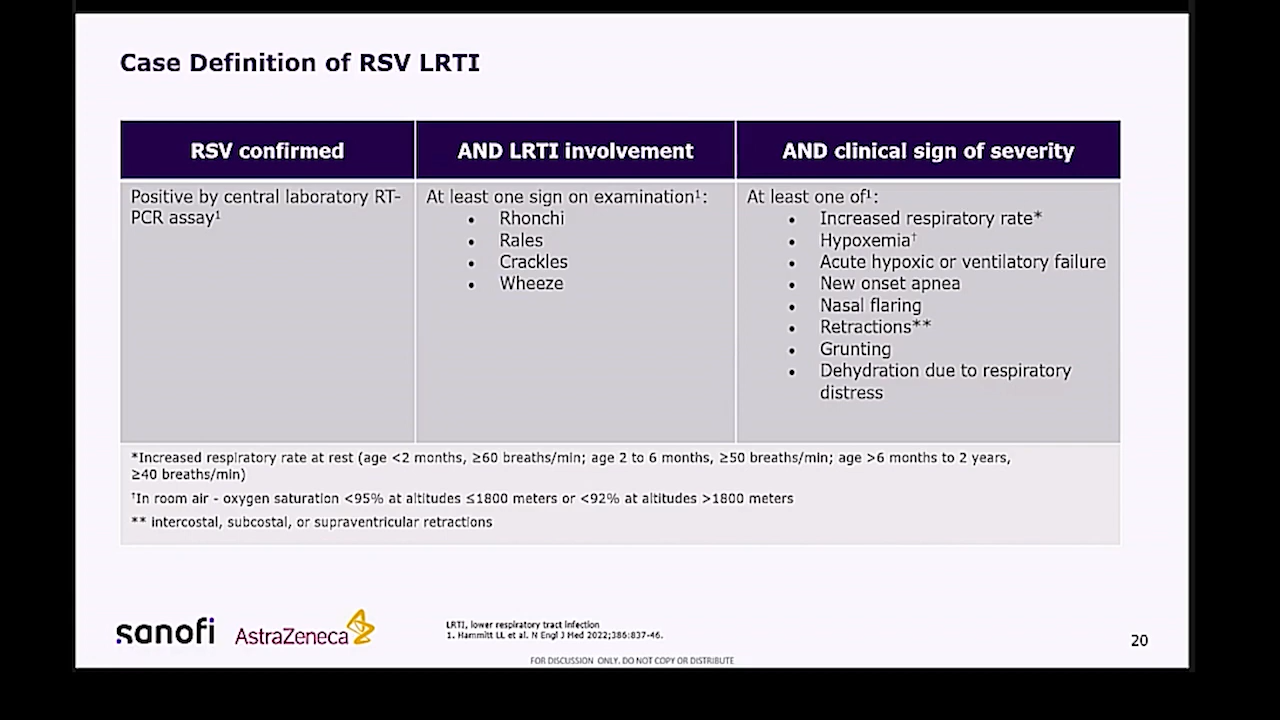 Case Definition of RSV LRTI
RSV confirmed
AND LRTI involvement
AND clinical sign of severity
Positive by central laboratory RT-
PCR assay¹
At least one sign on examination¹:
• Rhonchi
• Rales
• Crackles
• Wheeze
At least one of¹:
• Increased respiratory rate*
• Hypoxemia†
• Acute hypoxic or ventilatory failure
• New onset apnea
• Nasal flaring
• Retractions**
• Grunting
• Dehydration due to respiratory
distress
*Increased respiratory rate at rest (age <2 months, ≥60 breaths/min; age 2 to 6 months, ≥50 breaths/min; age >6 months to 2 years,
≥40 breaths/min)
†In room air - oxygen saturation <95% at altitudes ≤1800 meters or <92% at altitudes >1800 meters
** intercostal, subcostal, or supraventricular retractions
sanofi
AstraZeneca
LRTI, lower respiratory tract infection
1. Hammitt LL et al. N Engl J Med 2022;386:837-46.
20
FOR DISCUSSION ONLY. DO NOT COPY OR DISTRIBUTE